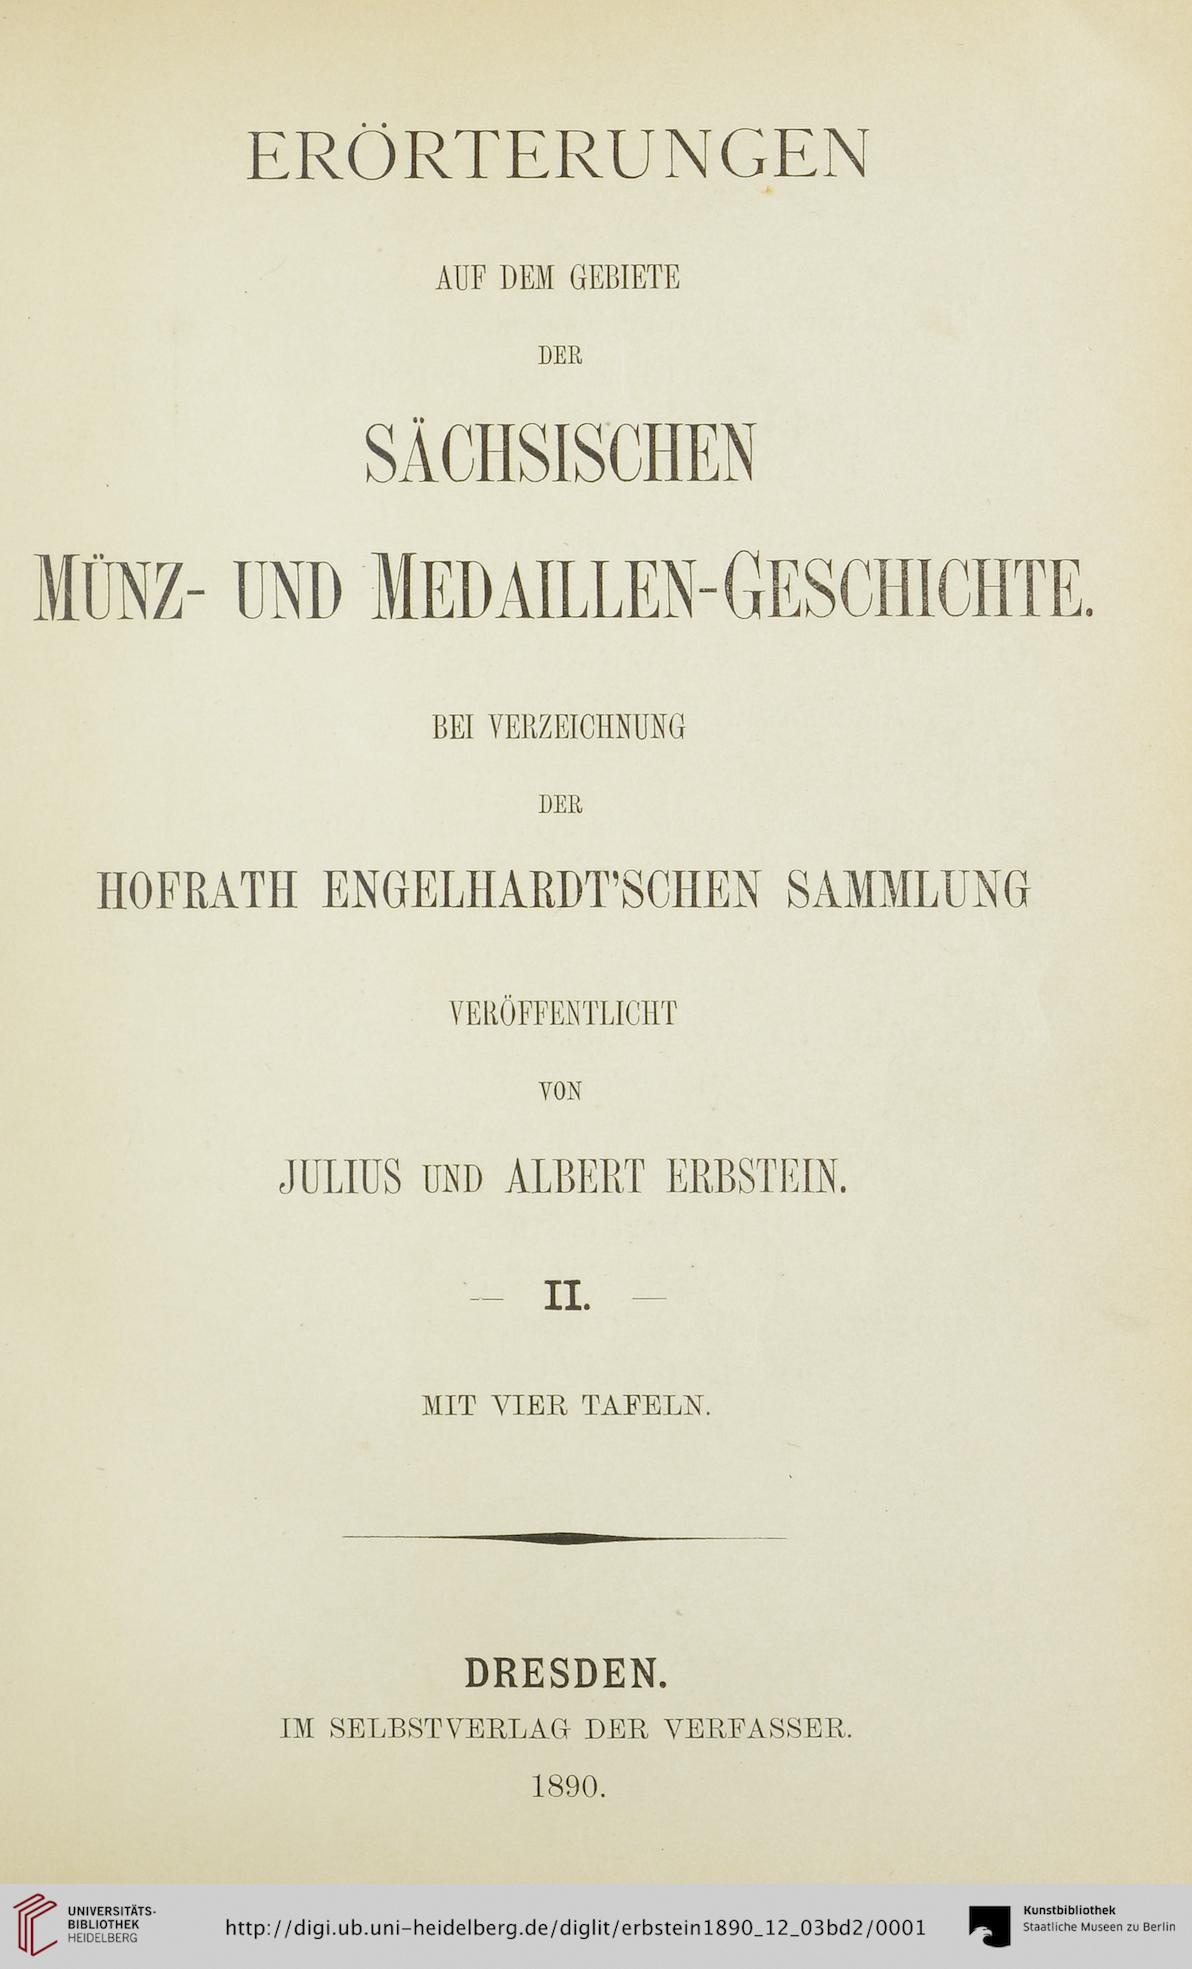 ERÖRTERUNGEN
AUF DEM GEBIETE
DER
SÄCHSISCHEN
MÜNZ- UND MEDAILLEN-GESCHICHTE.
BEI VERZEICHNUNG
DER
HOFRATH ENGELHARDT'SCHEN SAMMLUNG
VERÖFFENTLICHT
VON
JULIUS UND ALBERT ERBSTEIN.
— II. —
MIT VIER TAFELN.
DRESDEN.
IM SELBSTVERLAG DER VERFASSER.
1890.
UNIVERSITÄTS-
BIBLIOTHEK
HEIDELBERG
http://digi.ub.uni-heidelberg.de/diglit/erbstein1890_12_03bd2/0001
Kunstbibliothek
Staatliche Museen zu Berlin